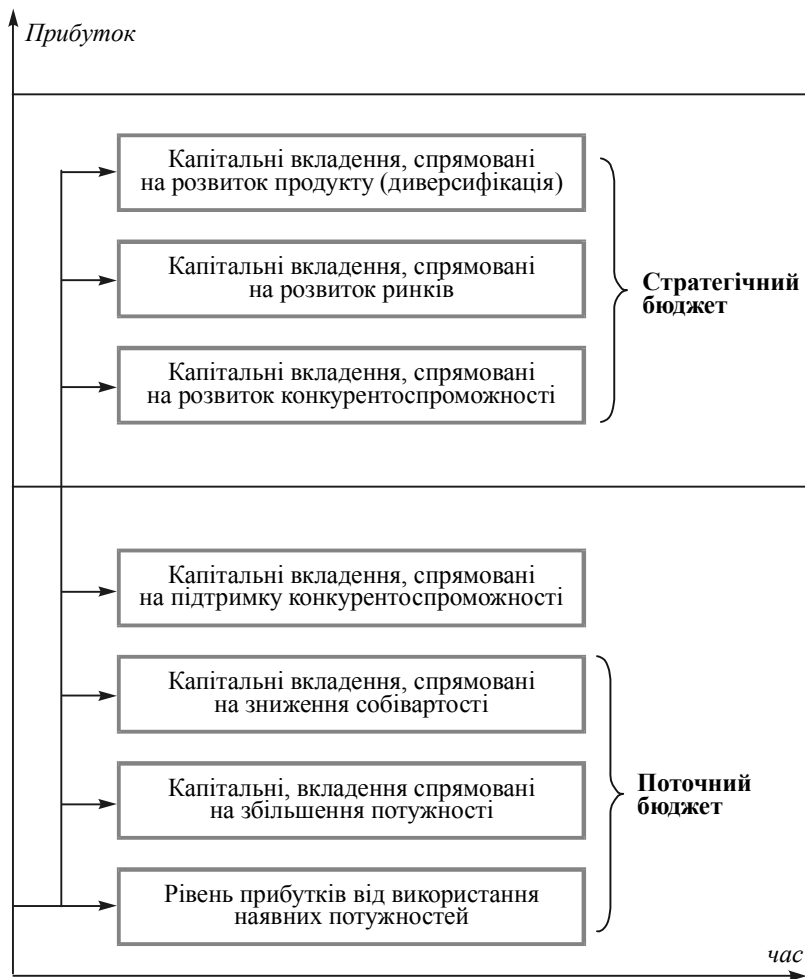 Прибуток
Капітальні вкладення, спрямовані
на розвиток продукту (диверсифікація)
Капітальні вкладення, спрямовані
на розвиток ринків
Стратегічний
бюджет
Капітальні вкладення, спрямовані
на розвиток конкурентоспроможності
Капітальні вкладення, спрямовані
на підтримку конкурентоспроможності
Капітальні вкладення, спрямовані
на зниження собівартості
Капітальні, вкладення спрямовані
на збільшення потужності
Поточний
бюджет
Рівень прибутків від використання
наявних потужностей
час